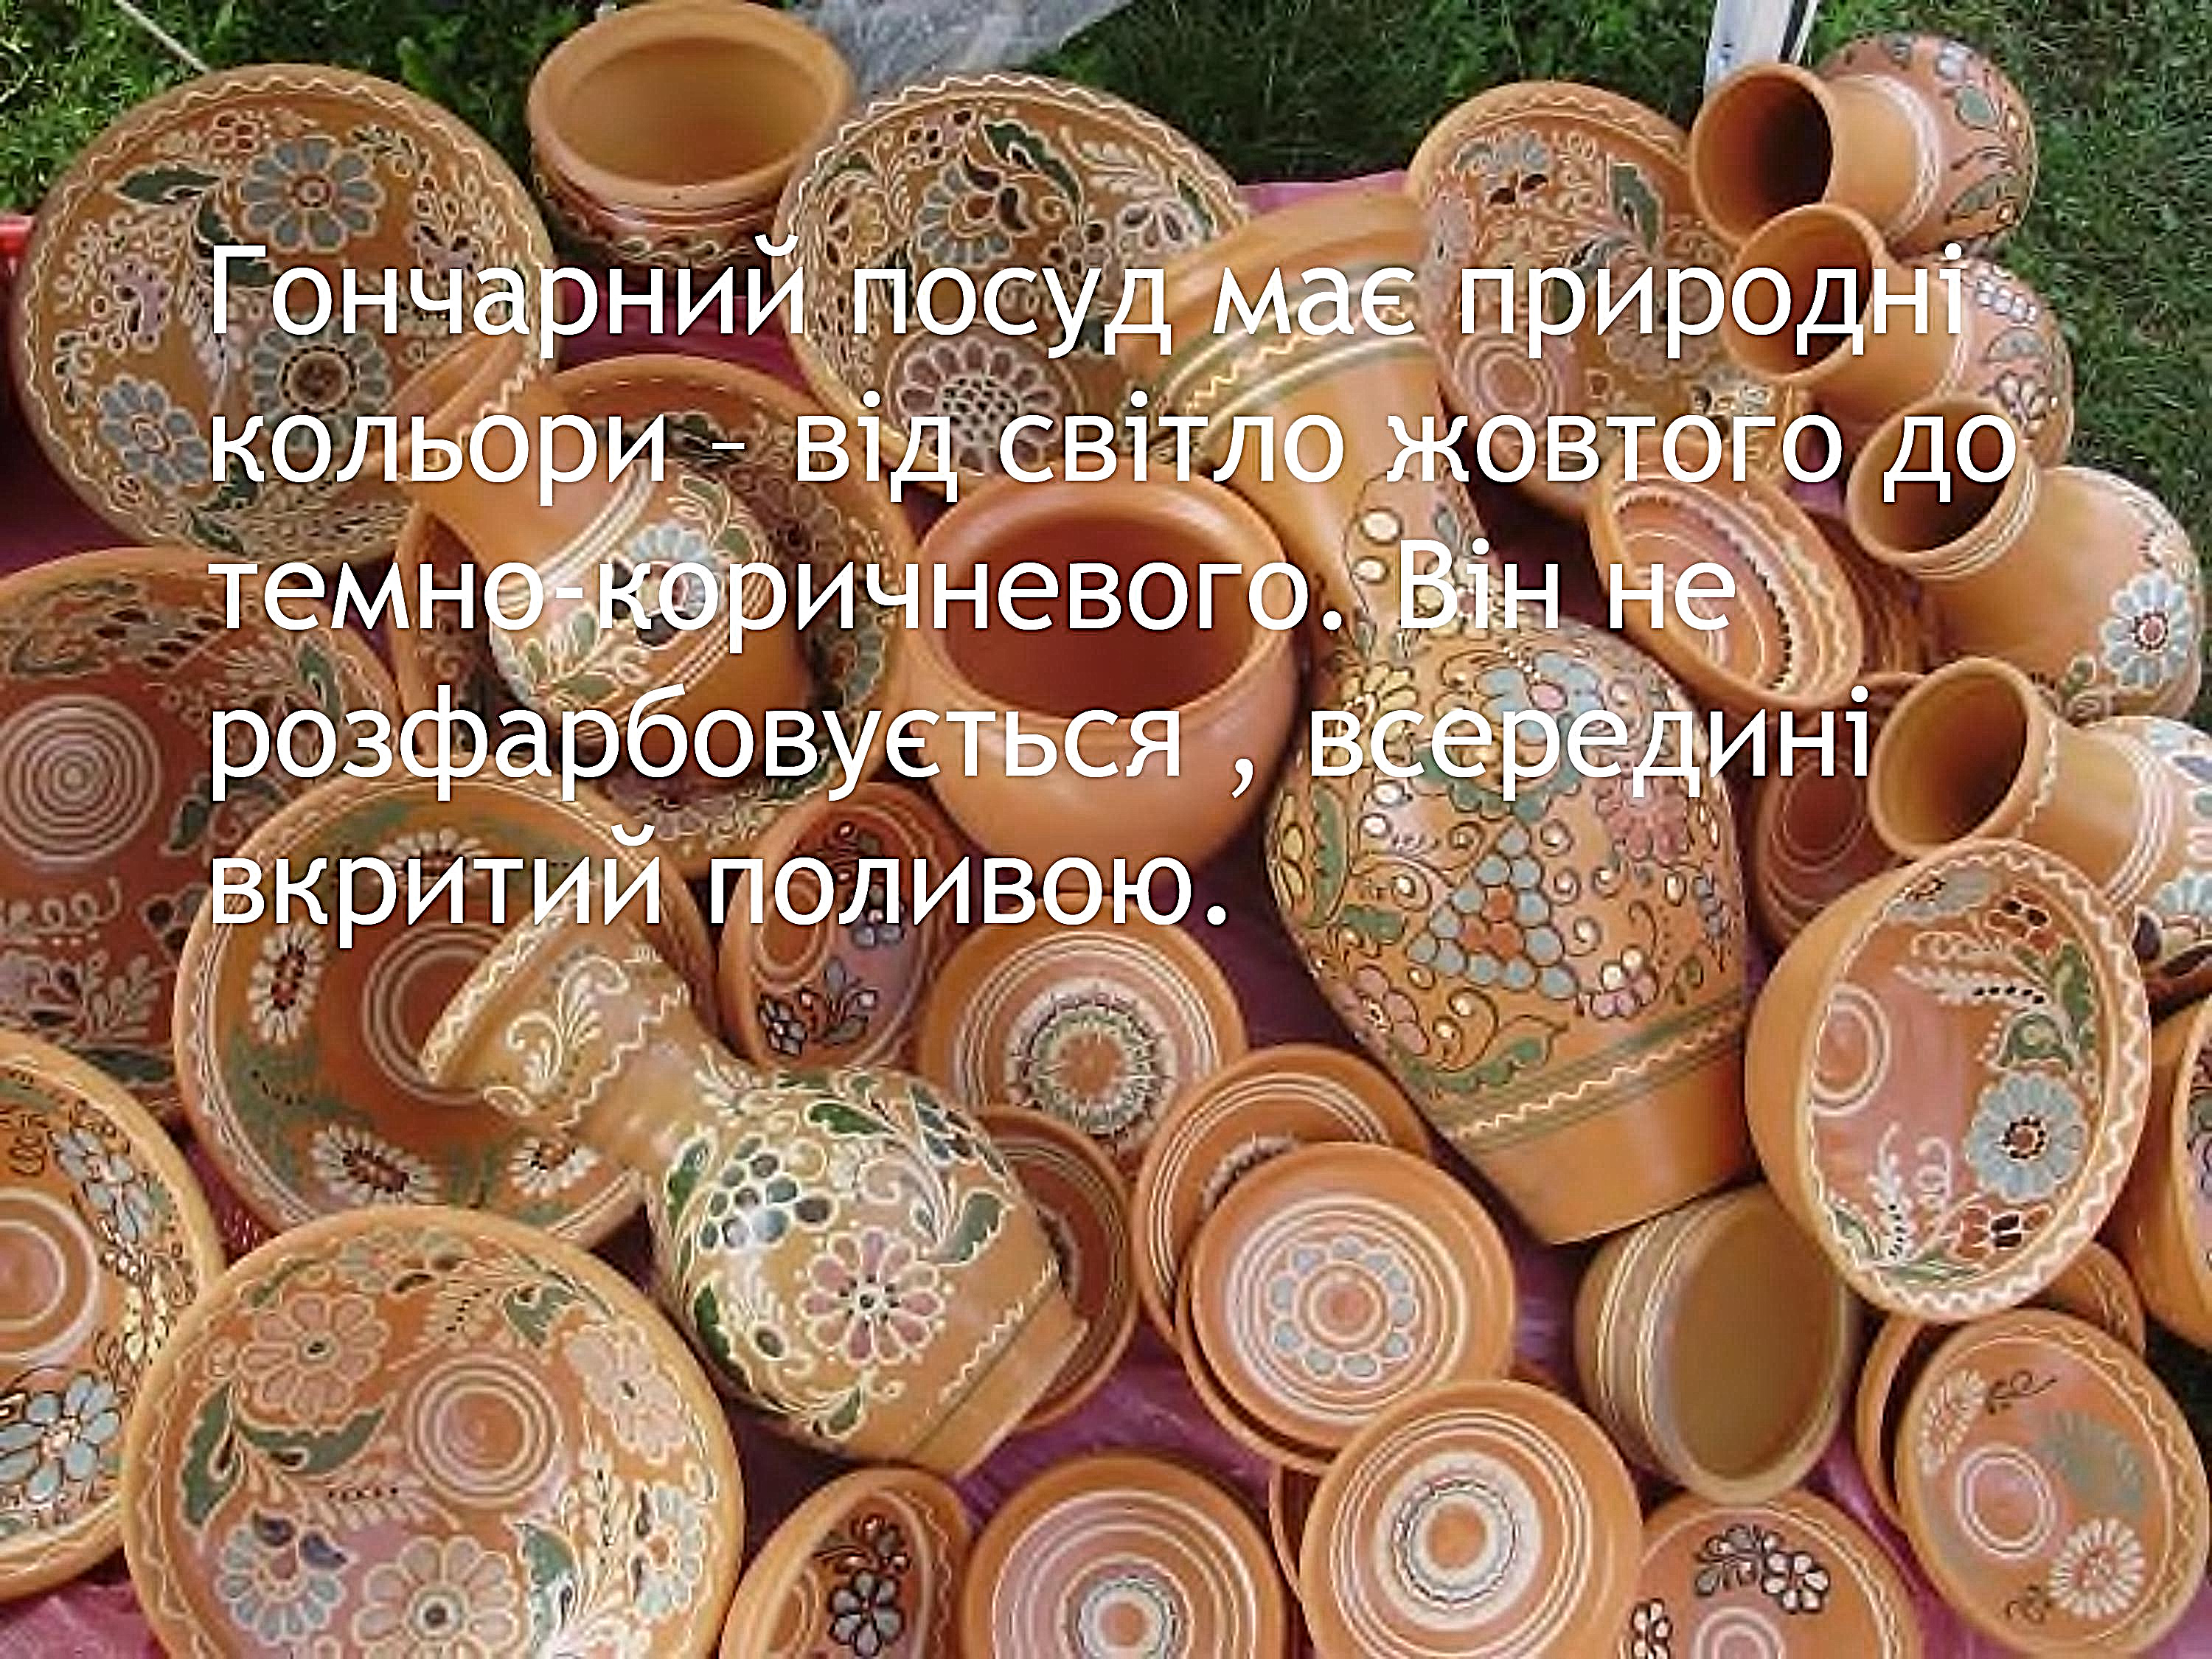 Гончарний посуд має природні
кольори – від світло жовтого до
темно-коричневого. Він не
розфарбовується , всередині
вкритий поливою.